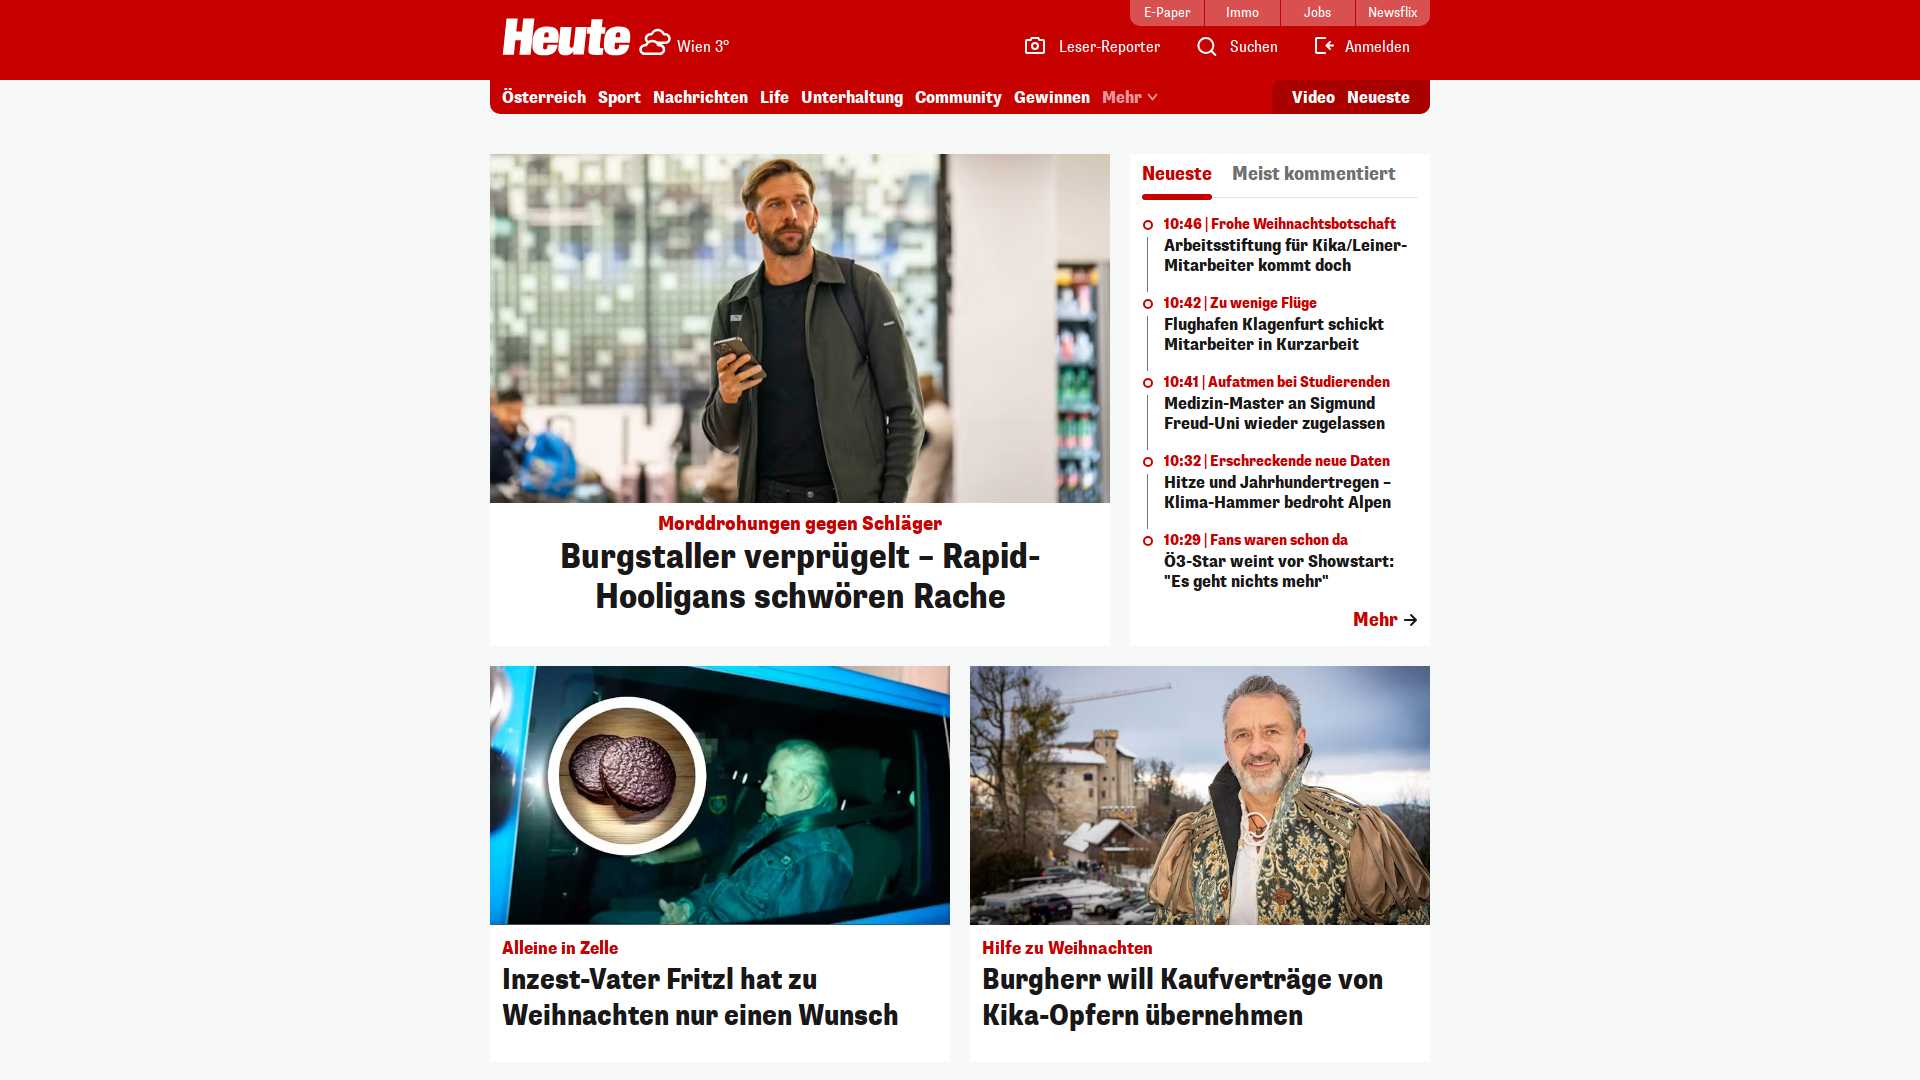 E-Paper
Immo
Jobs
Newsflix
Heute
Wien 3°
Leser-Reporter
Suchen
Anmelden
Österreich
Sport
Nachrichten
Life
Unterhaltung
Community
Gewinnen
Mehr
Video
Neueste
Morddrohungen gegen Schläger
Burgstaller verprügelt – Rapid-
Hooligans schwören Rache
Neueste
Meist kommentiert
10:46 | Frohe Weihnachtsbotschaft
Arbeitsstiftung für Kika/Leiner-
Mitarbeiter kommt doch
10:42 | Zu wenige Flüge
Flughafen Klagenfurt schickt
Mitarbeiter in Kurzarbeit
10:41 | Aufatmen bei Studierenden
Medizin-Master an Sigmund
Freud-Uni wieder zugelassen
10:32 | Erschreckende neue Daten
Hitze und Jahrhundertregen –
Klima-Hammer bedroht Alpen
10:29 | Fans waren schon da
Ö3-Star weint vor Showstart:
"Es geht nichts mehr"
Mehr
Alleine in Zelle
Inzest-Vater Fritzl hat zu
Weihnachten nur einen Wunsch
Hilfe zu Weihnachten
Burgherr will Kaufverträge von
Kika-Opfern übernehmen